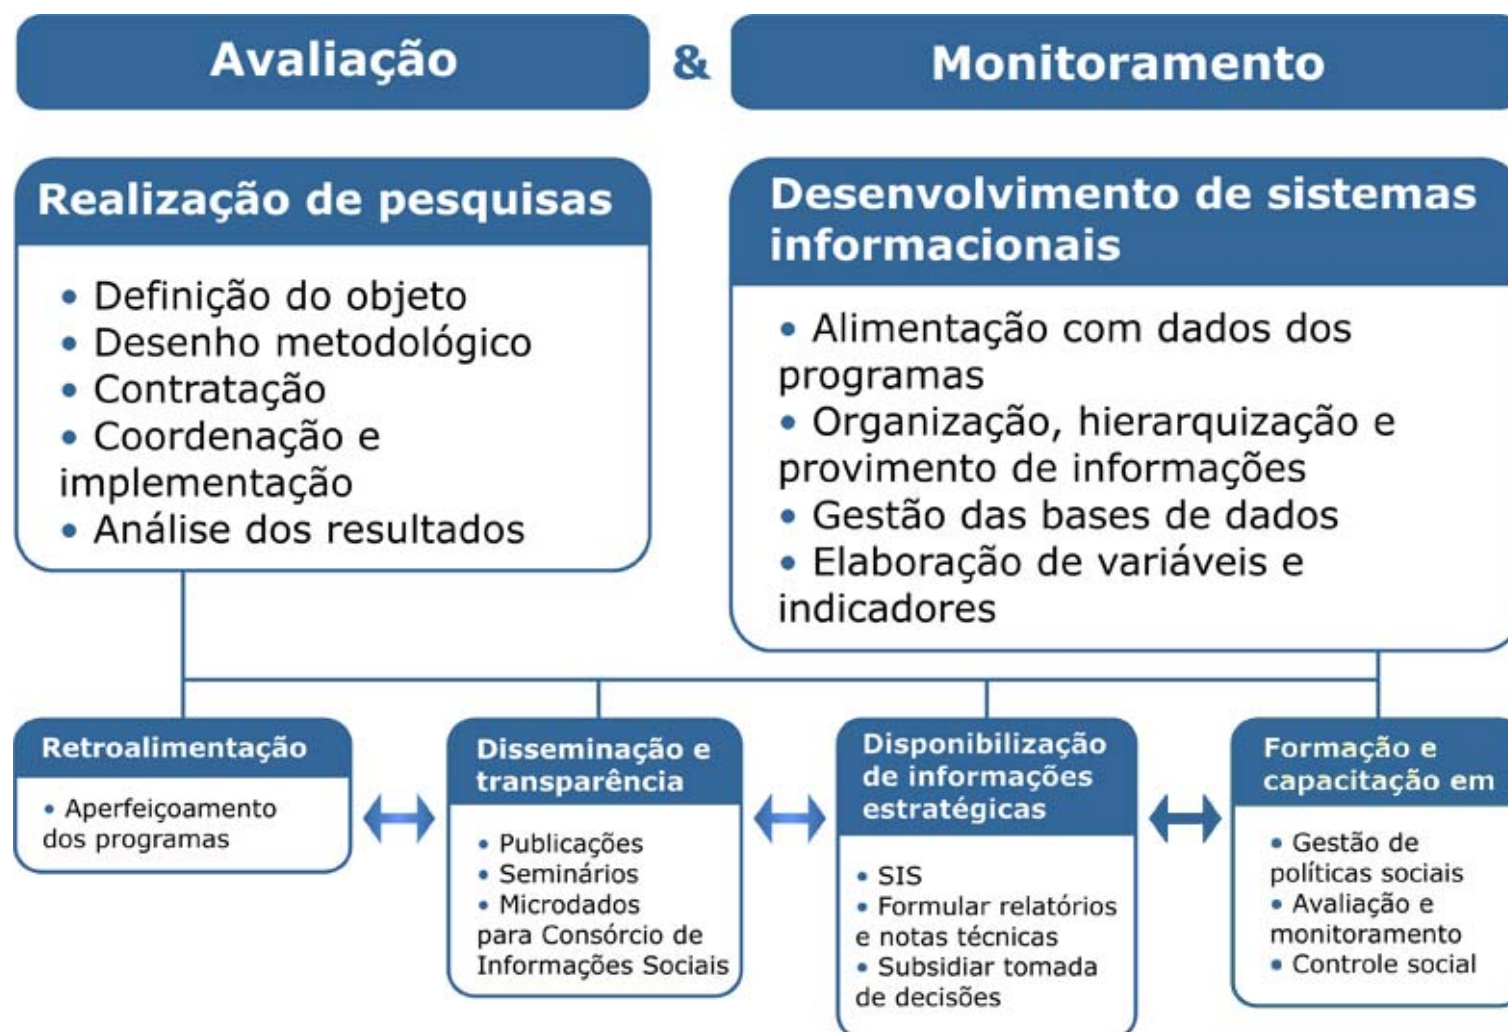 Avaliação
&
Monitoramento
Realização de pesquisas
• Definição do objeto
• Desenho metodológico
• Contratação
• Coordenação e
implementação
• Análise dos resultados
Desenvolvimento de sistemas
informacionais
• Alimentação com dados dos
programas
• Organização, hierarquização e
provimento de informações
• Gestão das bases de dados
• Elaboração de variáveis e
indicadores
Retroalimentação
• Aperfeiçoamento
dos programas
Disseminação e
transparência
• Publicações
• Seminários
• Microdados
para Consórcio de
Informações Sociais
Disponibilização
de informações
estratégicas
• SIS
• Formular relatórios
e notas técnicas
• Subsidiar tomada
de decisões
Formação e
capacitação em
• Gestão de
políticas sociais
• Avaliação e
monitoramento
• Controle social